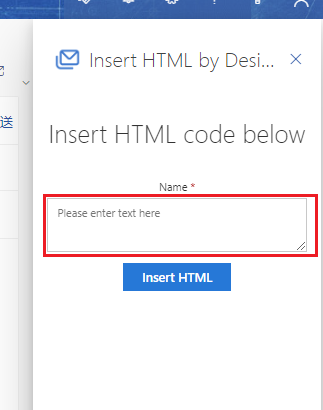 Insert HTML by Desi...
送
Insert HTML code below
Name *
Please enter text here
Insert HTML